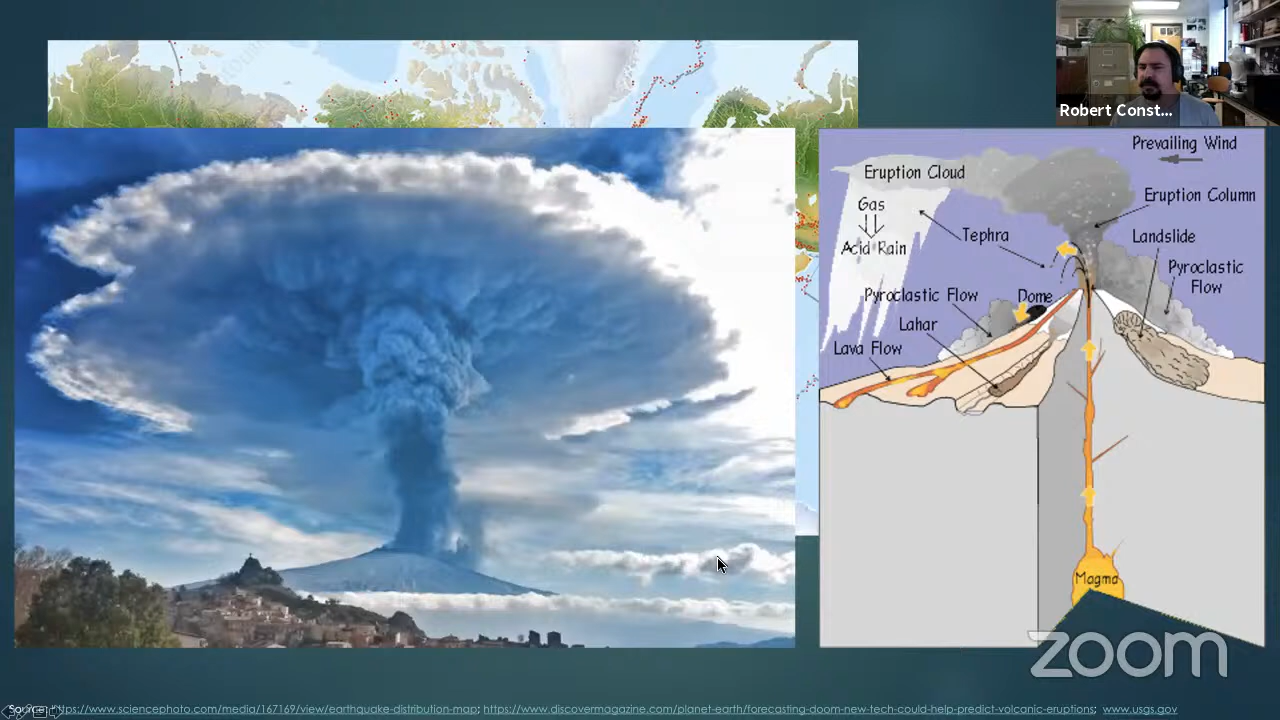 Robert Const...
Prevailing Wind
Eruption Cloud
Eruption Column
Gas
Tephra
Landslide
Acid Rain
Pyroclastic
Flow
Pyroclastic Flow
Dome
Lahar
Lava Flow
Magma
zoom
https://www.sciencephoto.com/media/167169/view/earthquake-distribution-map; https://www.discovermagazine.com/planet-earth/forecasting-doom-new-tech-could-help-predict-volcanic-eruptions; www.usgs.gov